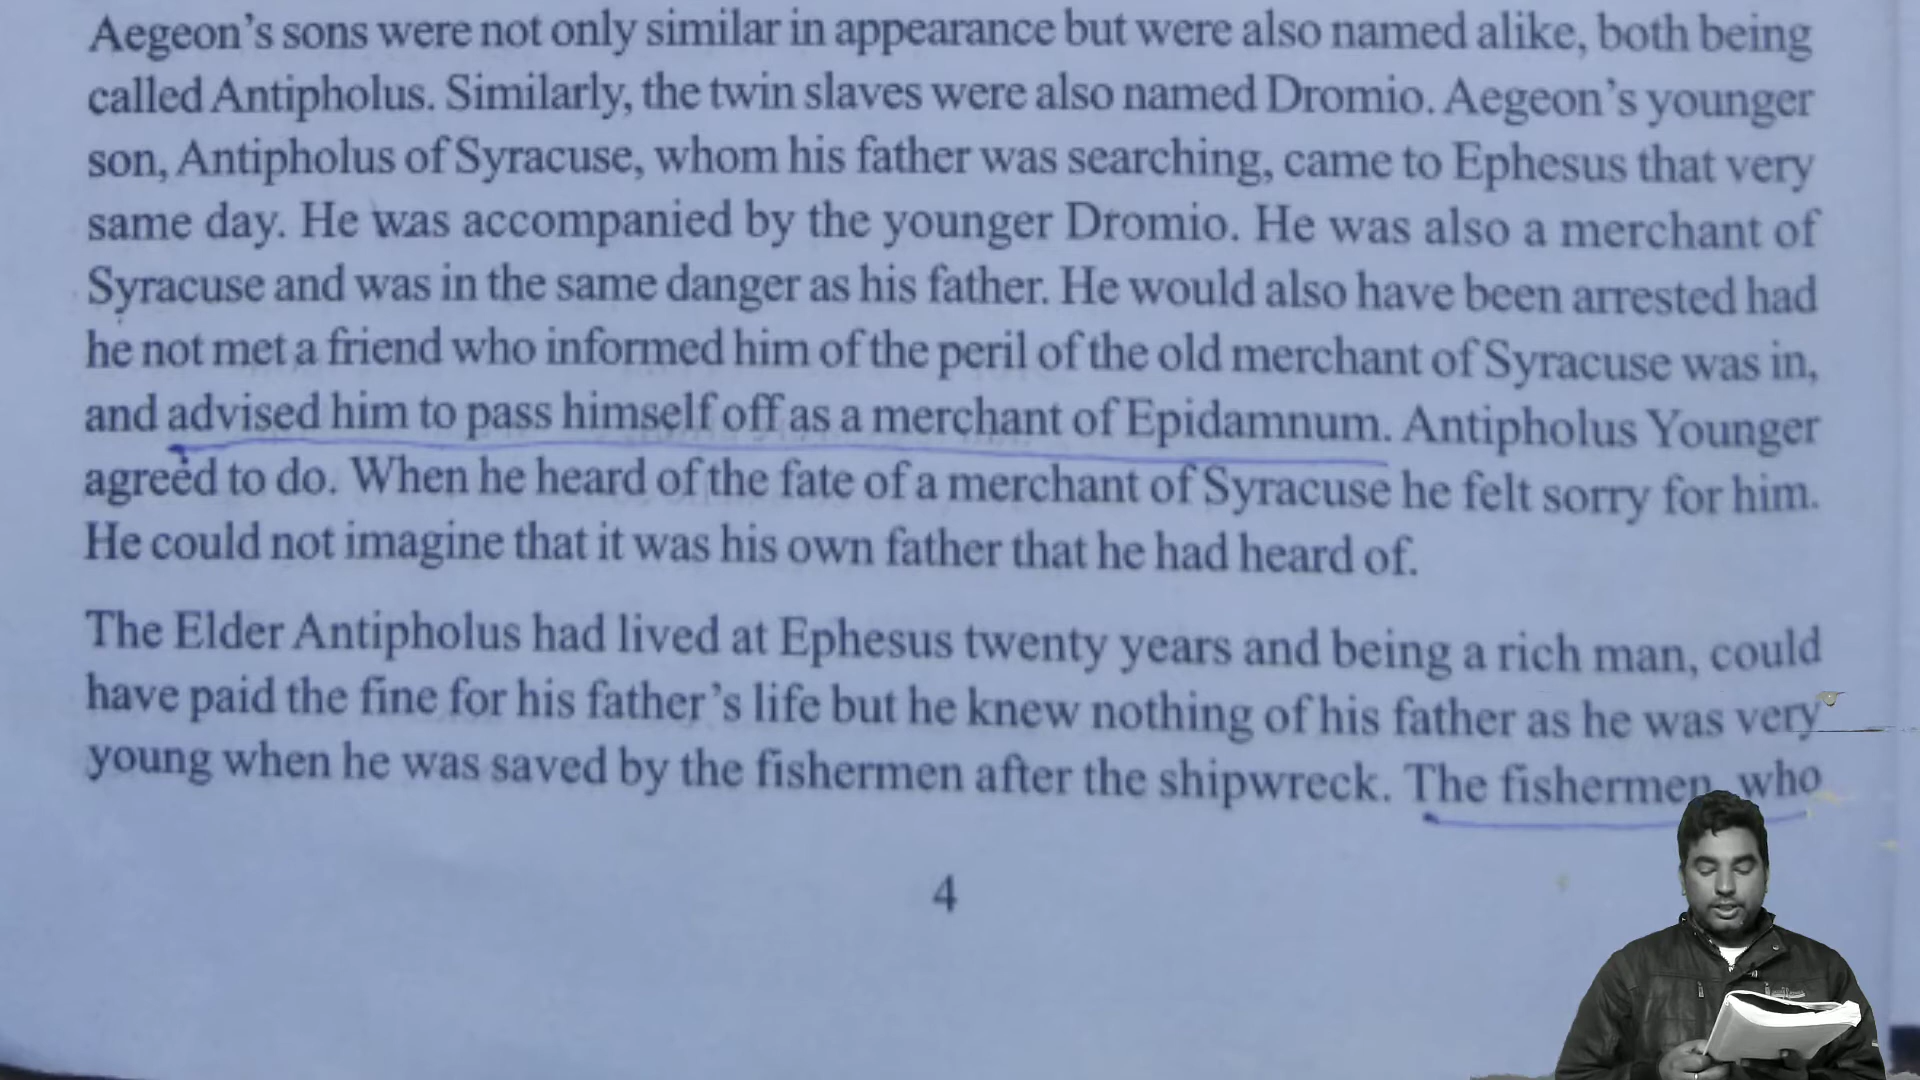 Aegeon's sons were not only similar in appearance but were also named alike, both being
called Antipholus. Similarly, the twin slaves were also named Dromio. Aegeon's younger
son, Antipholus of Syracuse, whom his father was searching, came to Ephesus that very
same day. He was accompanied by the younger Dromio. He was also a merchant of
Syracuse and was in the same danger as his father. He would also have been arrested had
he not met a friend who informed him of the peril of the old merchant of Syracuse was in,
and advised him to pass himself off as a merchant of Epidamnum. Antipholus Younger
agreed to do. When he heard of the fate of a merchant of Syracuse he felt sorry for him.
He could not imagine that it was his own father that he had heard of.
The Elder Antipholus had lived at Ephesus twenty years and being a rich man, could
have paid the fine for his father's life but he knew nothing of his father as he was very
young when he was saved by the fishermen after the shipwreck. The fishermen, who
4